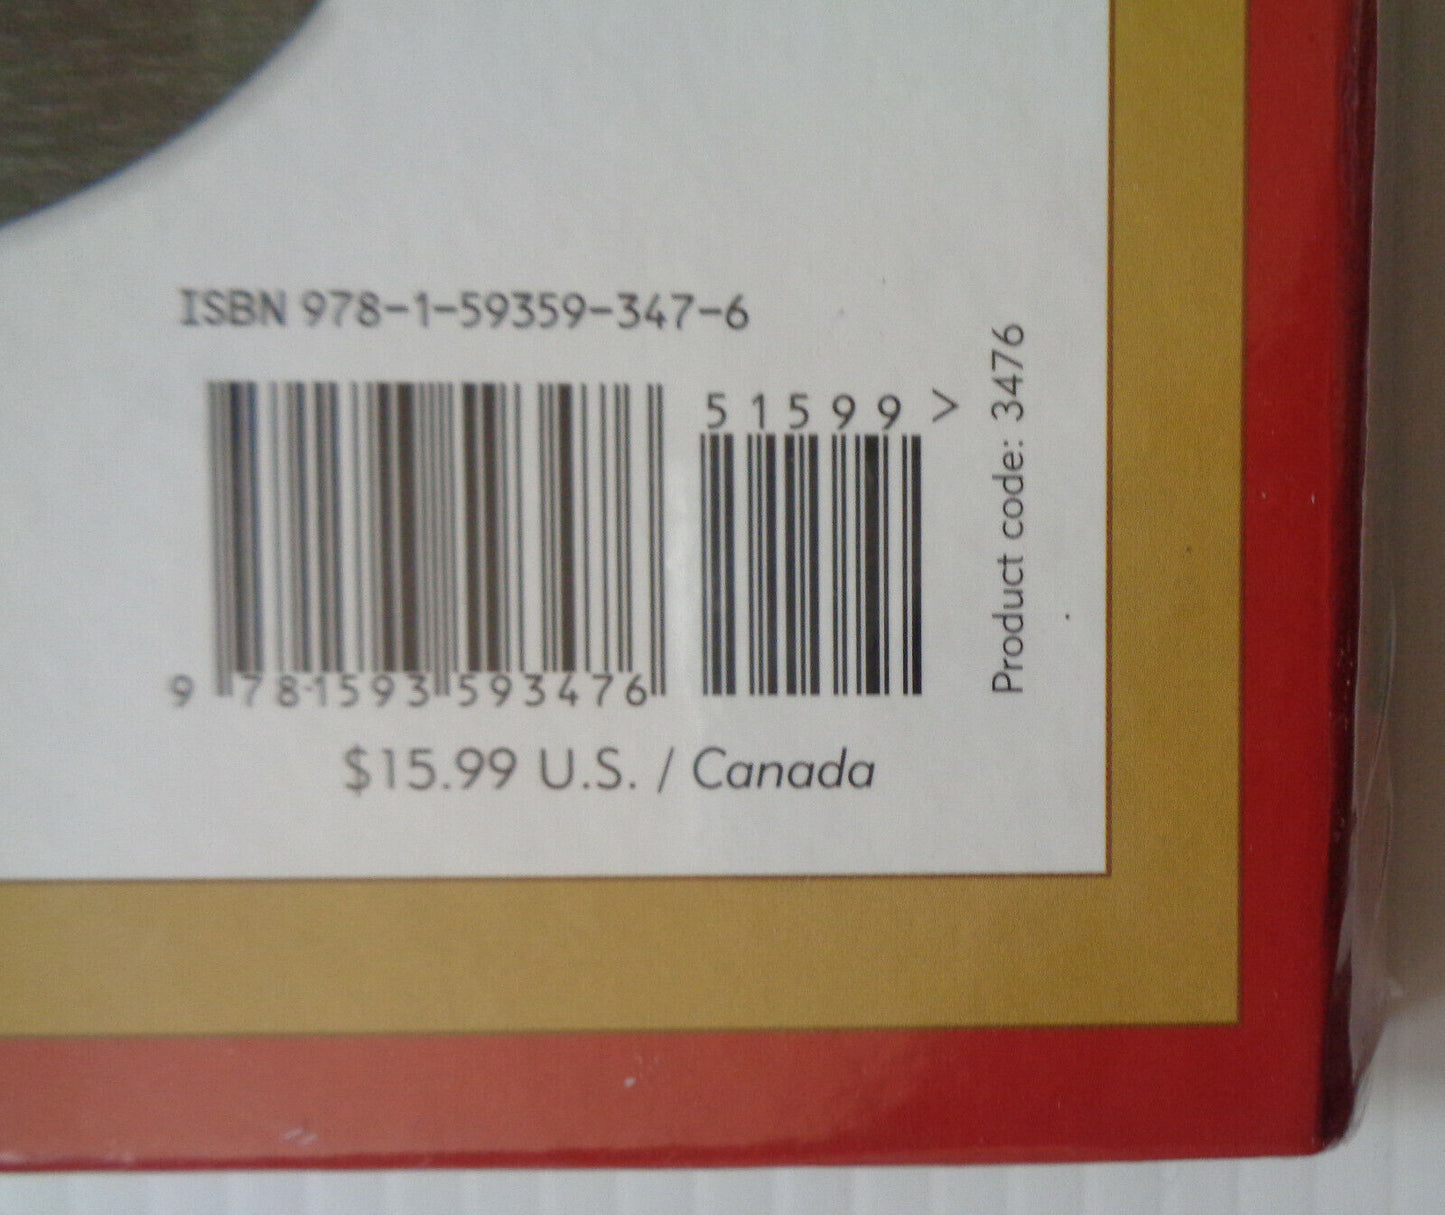 ISBN 978-1-59359-347-6
51599>
9 781593 593476
$15.99 U.S. / Canada
Product code: 3476